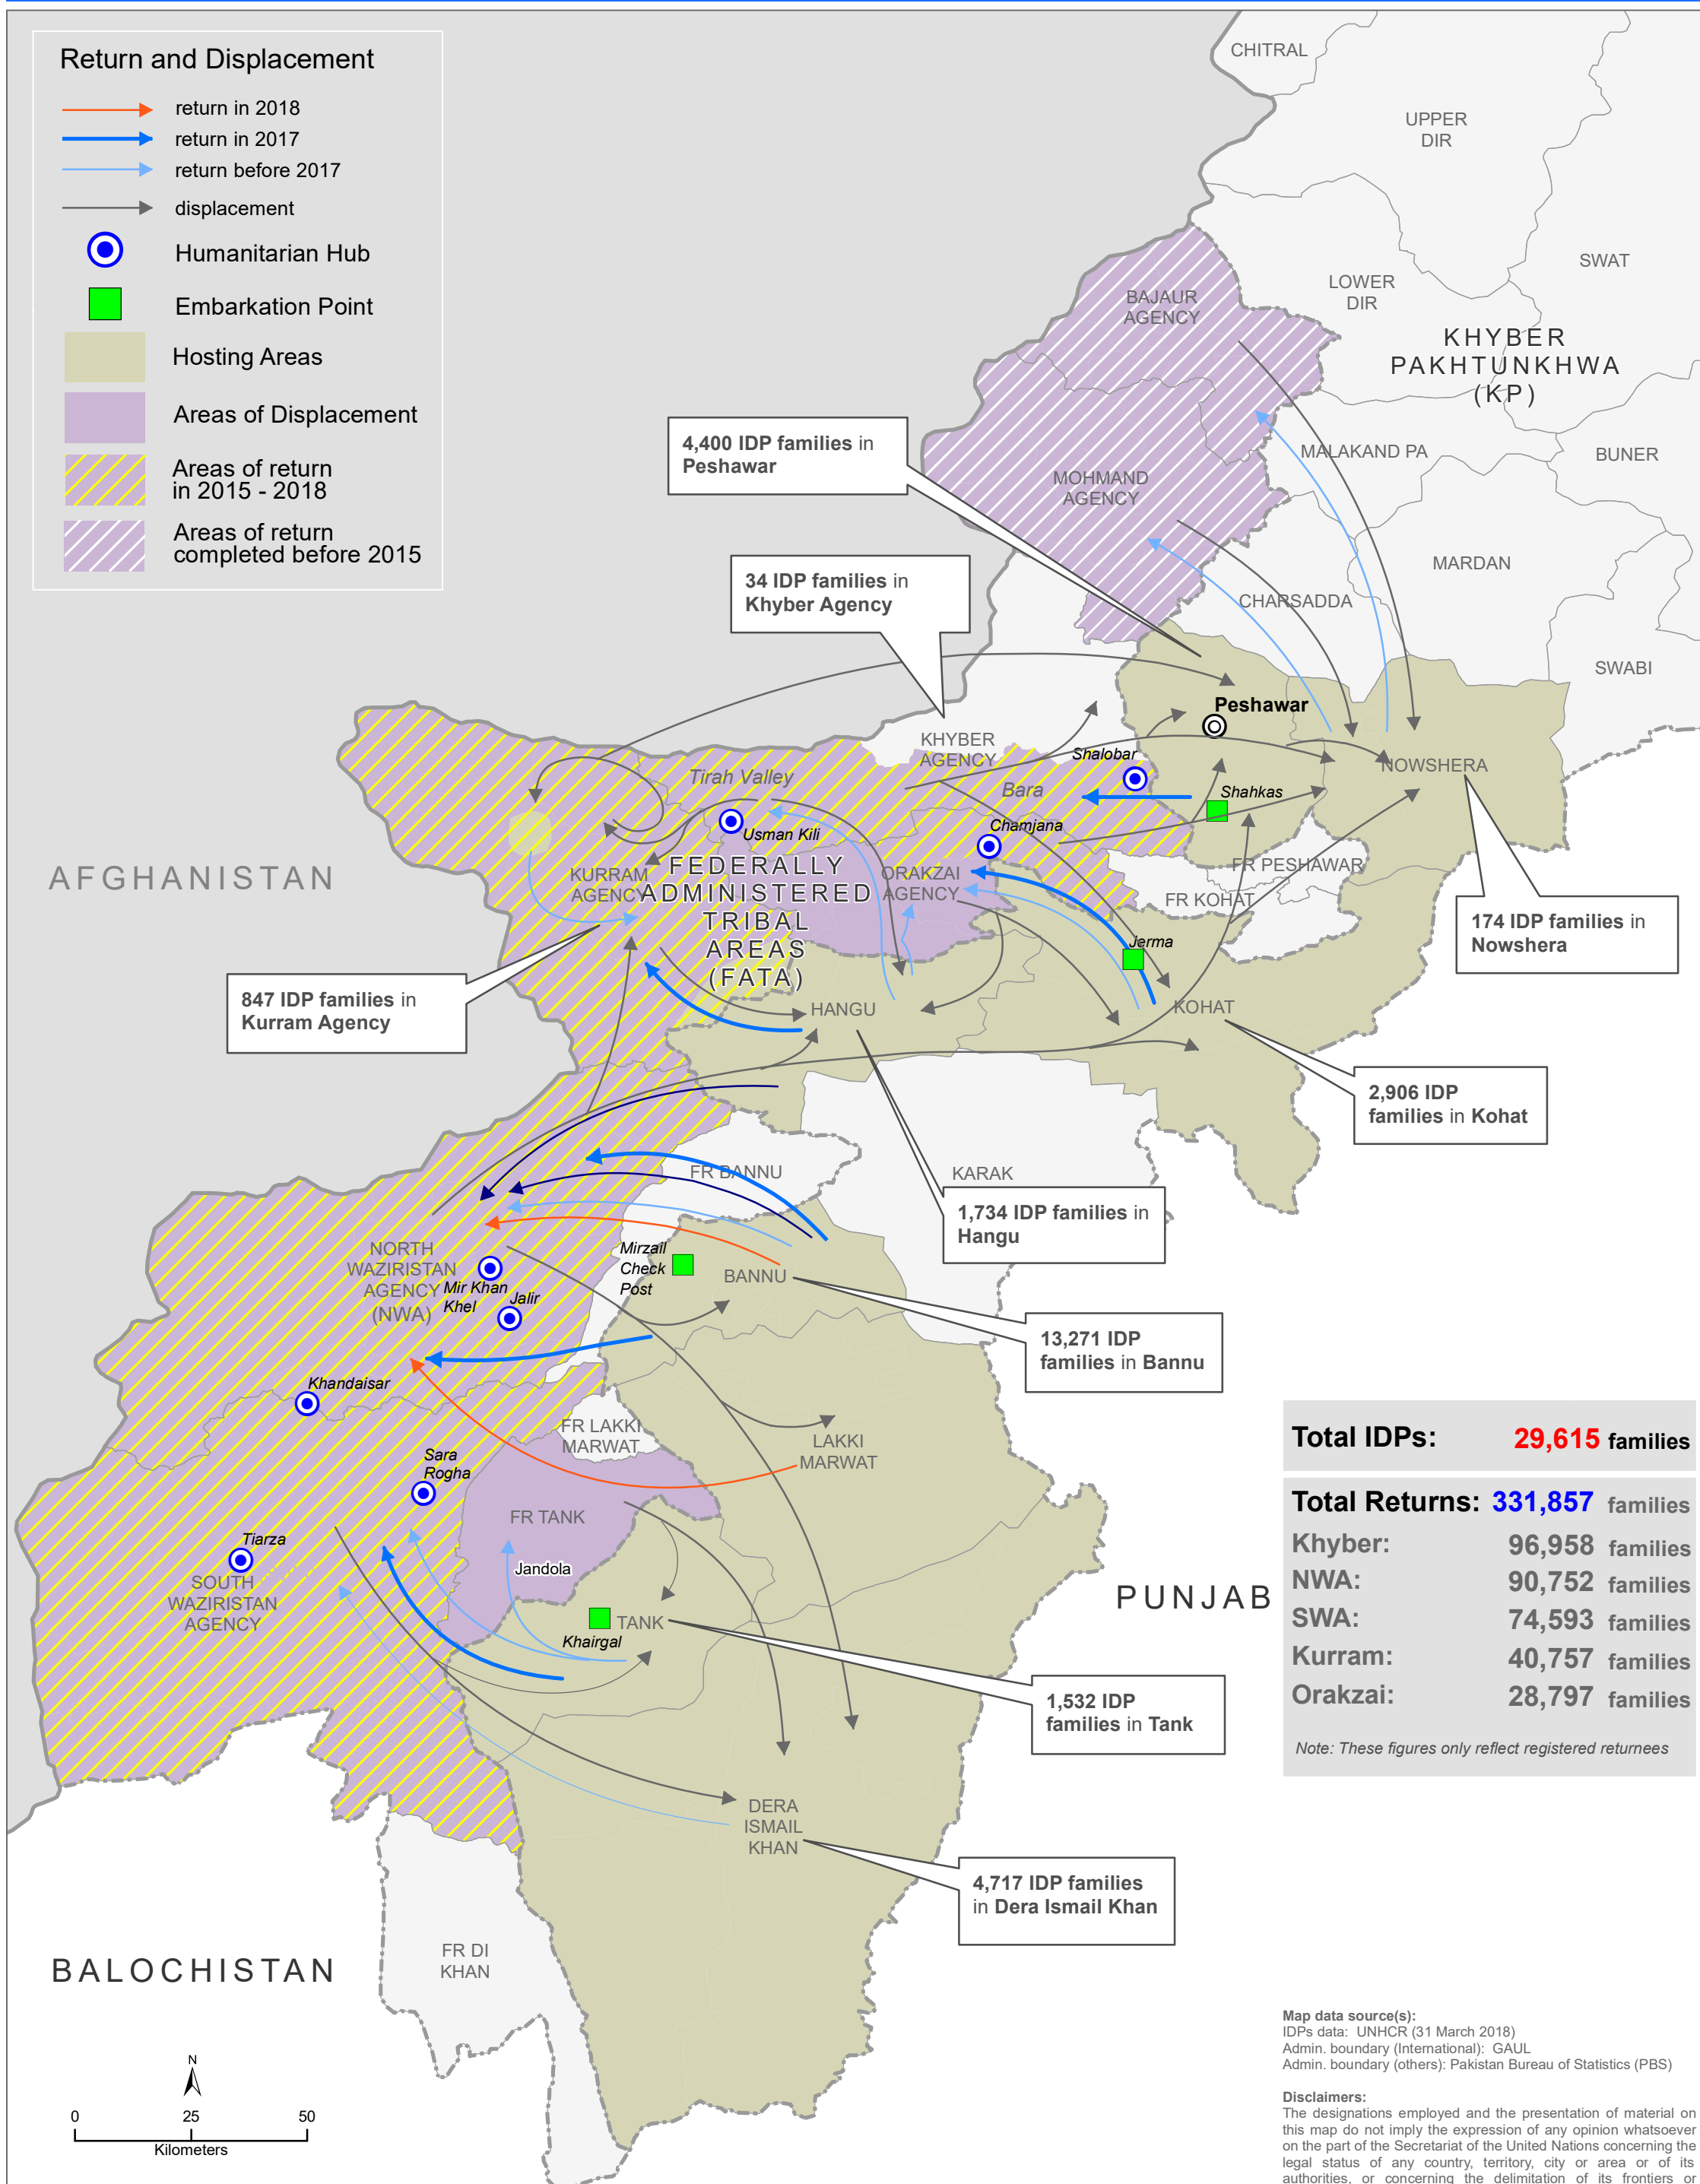 Return and Displacement
return in 2018
return in 2017
return before 2017
displacement
Humanitarian Hub
Embarkation Point
Hosting Areas
Areas of Displacement
Areas of return
in 2015 - 2018
Areas of return
completed before 2015
CHITRAL
UPPER
DIR
SWAT
LOWER
DIR
BAJAUR
AGENCY
KHYBER
PAKHTUNKHWA
(KP)
MALAKAND PA
BUNER
4,400 IDP families in
Peshawar
MOHMAND
AGENCY
MARDAN
34 IDP families in
Khyber Agency
CHARSADDA
SWABI
Peshawar
KHYBER
AGENCY
Shalobar
NOWSHERA
Tirah Valley
Bara
Shahkas
Usman Kili
Chamjana
AFGHANISTAN
KURRAM
AGENCY
FEDERALLY
ADMINISTERED
TRIBAL
AREAS
(FATA)
ORAKZAI
AGENCY
FR PESHAWAR
FR KOHAT
174 IDP families in
Nowshera
Jerma
847 IDP families in
Kurram Agency
HANGU
KOHAT
2,906 IDP
families in Kohat
FR BANNU
KARAK
1,734 IDP families in
Hangu
NORTH
WAZIRISTAN
AGENCY
(NWA)
Mir Khan
Khel
Jalir
Mirzail
Check
Post
BANNU
13,271 IDP
families in Bannu
Khandaisar
FR LAKKI
MARWAT
LAKKI
MARWAT
Sara
Rogha
FR TANK
Tiarza
Jandola
SOUTH
WAZIRISTAN
AGENCY
TANK
Khairgal
PUNJAB
1,532 IDP
families in Tank
DERA
ISMAIL
KHAN
4,717 IDP families
in Dera Ismail Khan
FR DI
KHAN
BALOCHISTAN
Total IDPs: 29,615 families
Total Returns: 331,857 families
Khyber: 96,958 families
NWA: 90,752 families
SWA: 74,593 families
Kurram: 40,757 families
Orakzai: 28,797 families
Note: These figures only reflect registered returnees
N
0 25 50
Kilometers
Map data source(s):
IDPs data: UNHCR (31 March 2018)
Admin. boundary (International): GAUL
Admin. boundary (others): Pakistan Bureau of Statistics (PBS)
Disclaimers:
The designations employed and the presentation of material on
this map do not imply the expression of any opinion whatsoever
on the part of the Secretariat of the United Nations concerning the
legal status of any country, territory, city or area or of its
authorities, or concerning the delimitation of its frontiers or